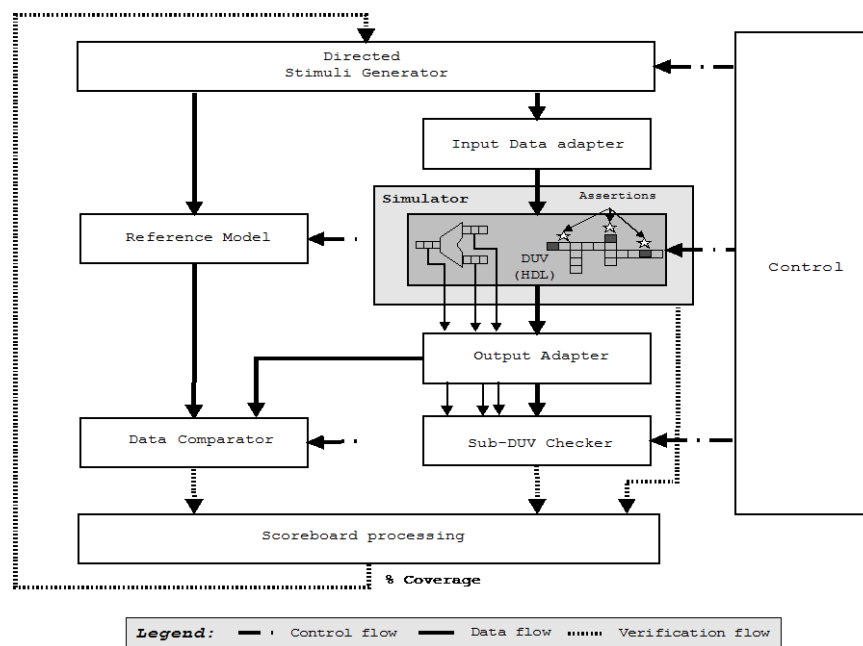 Directed
Stimuli Generator
Input Data adapter
Simulator
Assertions
Reference Model
DUV
(HDL)
Control
Output Adapter
Data Comparator
Sub-DUV Checker
Scoreboard processing
% Coverage
Legend: Control flow Data flow Verification flow